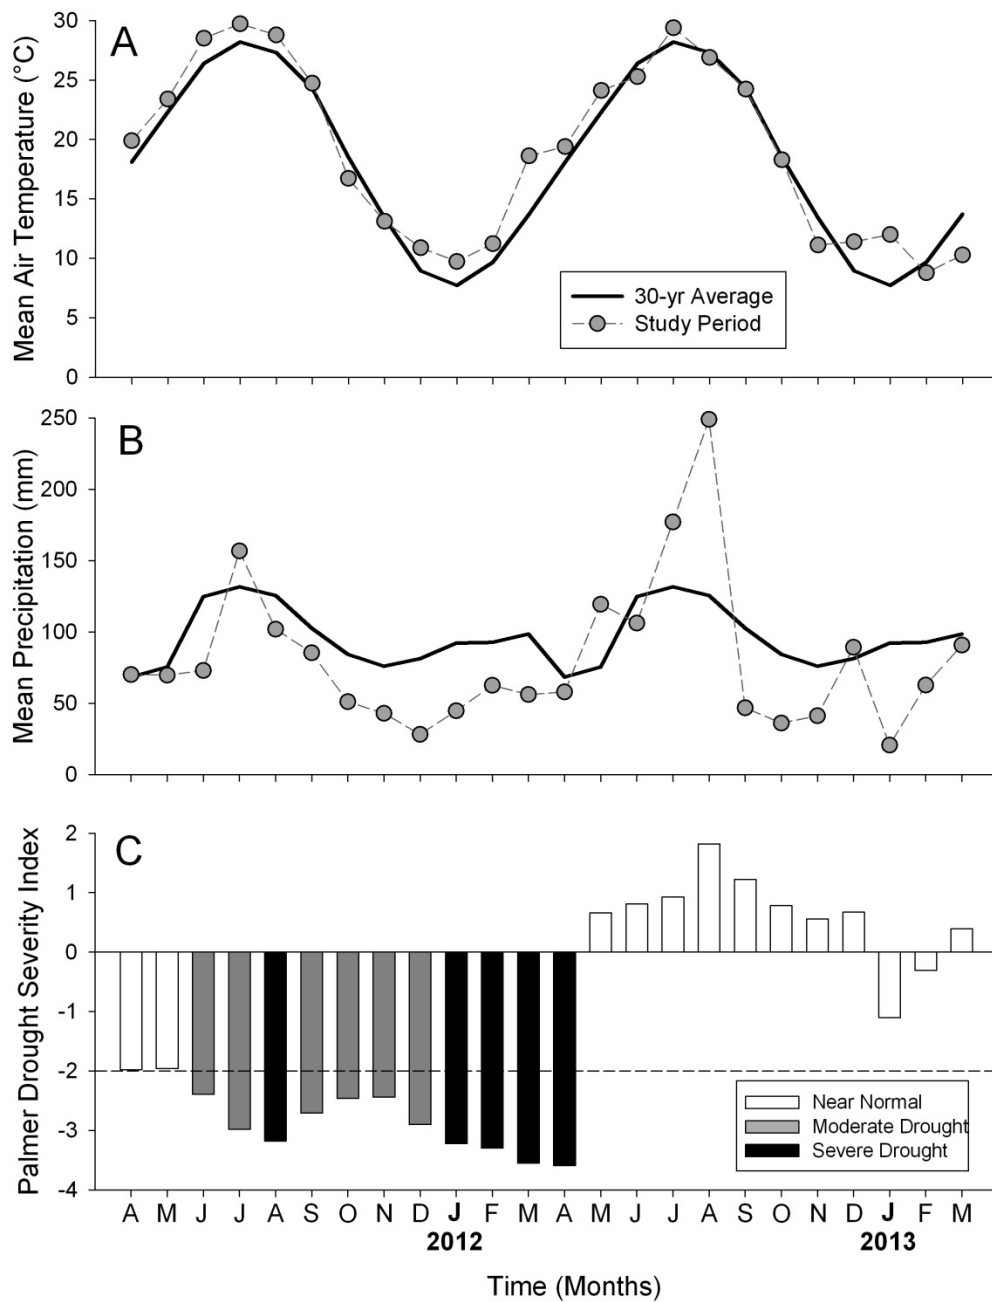 A
Mean Air Temperature (°C)
30
25
20
15
10
5
0
30-yr Average
Study Period
B
Mean Precipitation (mm)
250
200
150
100
50
0
C
Palmer Drought Severity Index
2
1
0
-1
-2
-3
-4
Near Normal
Moderate Drought
Severe Drought
A M J J A S O N D J F M A M J J A S O N D J F M
2012 2013
Time (Months)